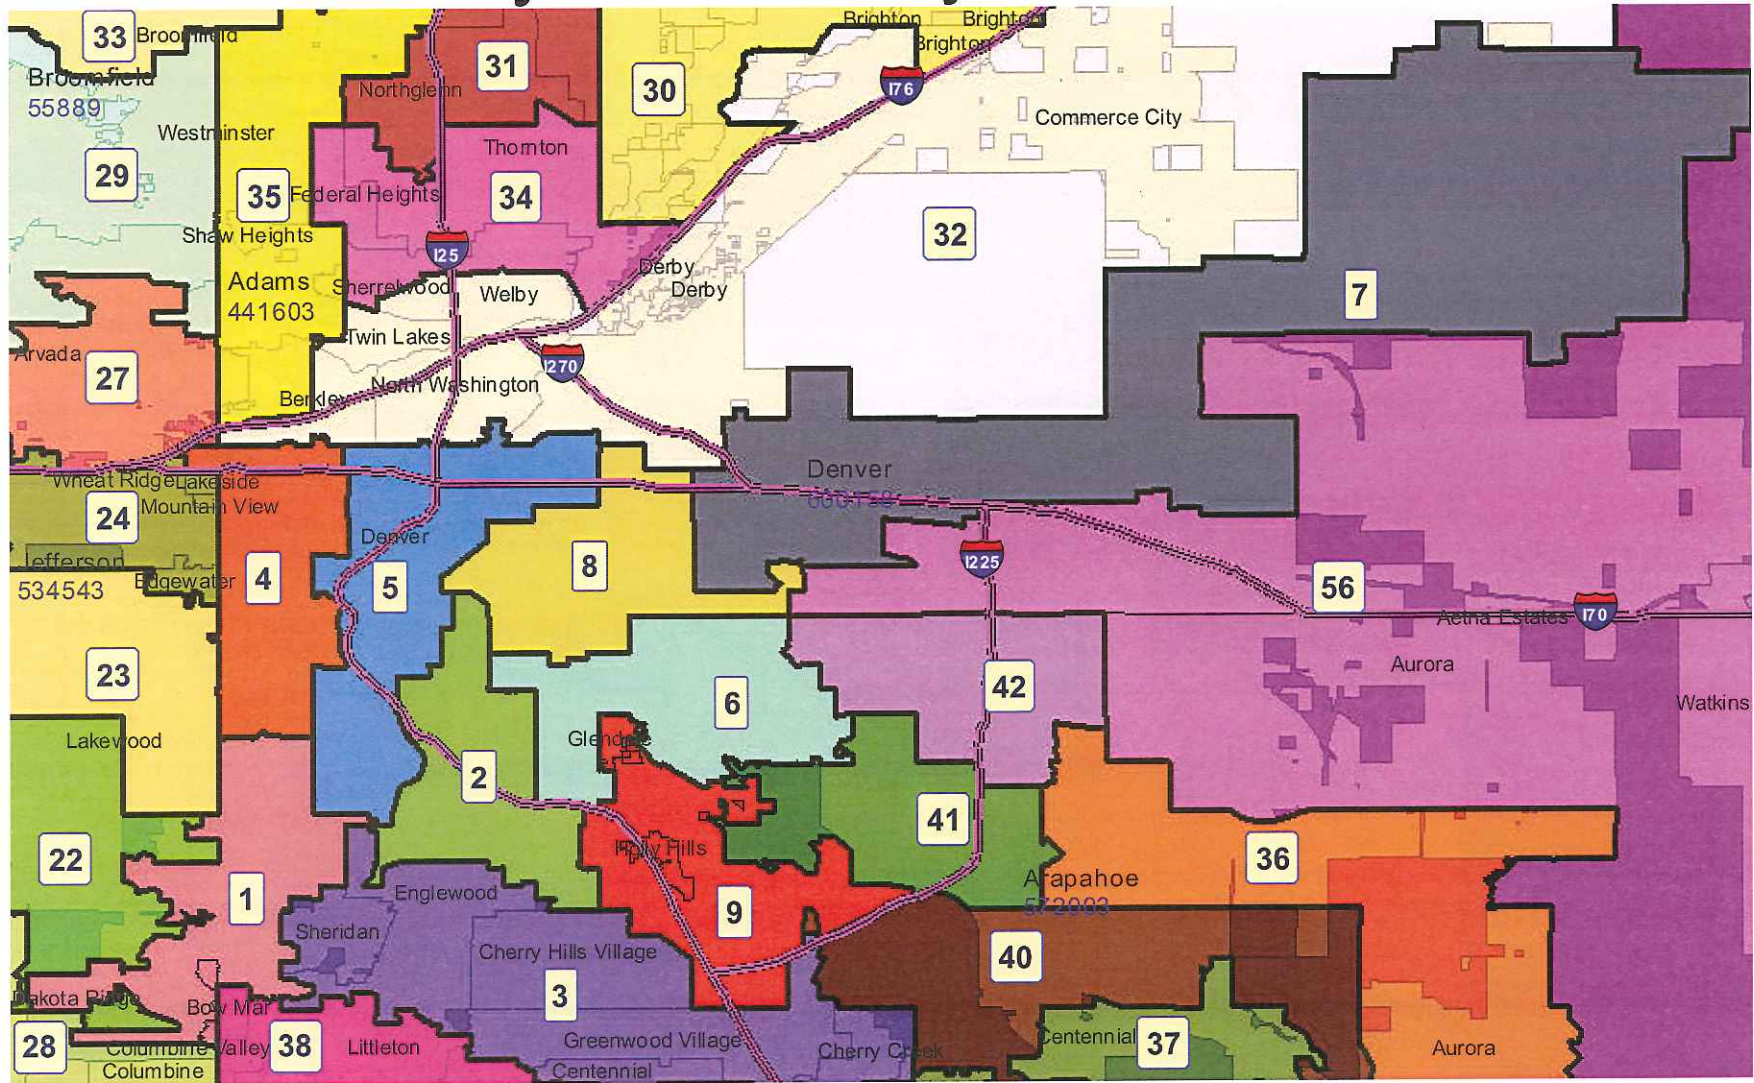 33
Broomfield
Broomfield
55889
29
Westminster
35
Shaw Heights
Adams
441603
Northglenn
31
30
Thornton
Federal Heights
34
I25
Sherrelwood
Welby
Twin Lakes
North Washington
Berkley
I270
Derby
Derby
Brighton
Brighton
Brighton
I76
Commerce City
32
7
Arvada
27
Wheat Ridge
Lakeside
Mountain View
24
Jefferson
534543
Edgewater
4
Denver
5
8
Denver
I225
56
Aetna Estates
I70
Aurora
Watkins
23
Lakewood
2
Glendale
6
42
22
1
Holly Hills
9
41
Arapahoe
572003
36
Englewood
Sheridan
Cherry Hills Village
3
40
Dakota Ridge
Bow Mar
28
Columbine Valley
38
Littleton
Columbine
Greenwood Village
Centennial
Cherry Creek
Centennial
37
Aurora